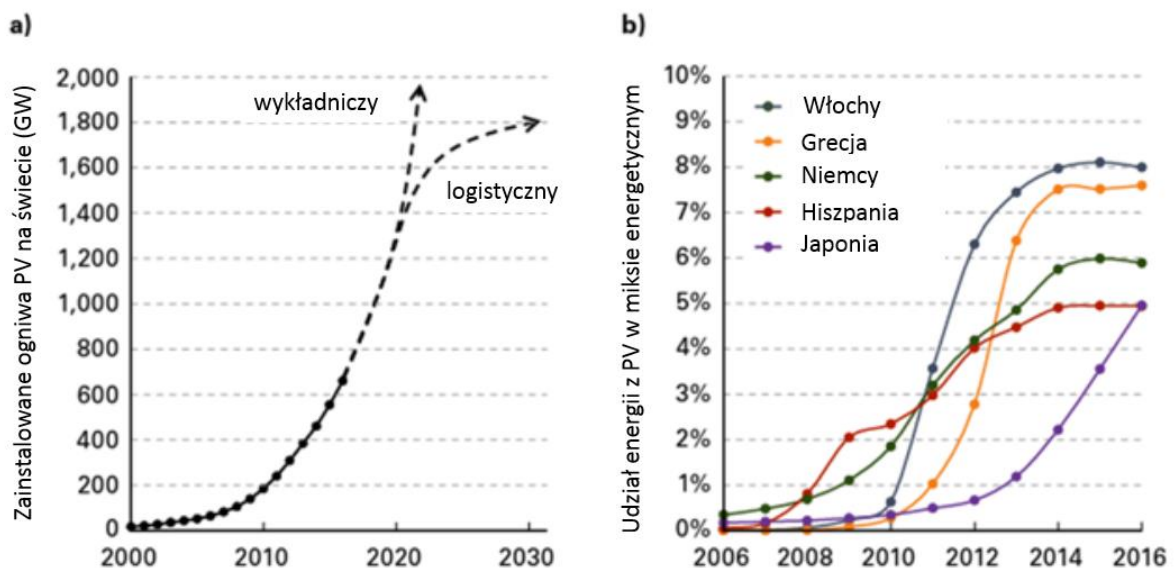 a)
Zainstalowane ogniwa PV na świecie (GW)
2,000
1,800
1,600
1,400
1,200
1,000
800
600
400
200
0
2000
2010
2020
2030
wykładniczy
logistyczny
b)
Udział energii z PV w miksie energetycznym
10%
9%
8%
7%
6%
5%
4%
3%
2%
1%
0%
2006
2008
2010
2012
2014
2016
Włochy
Grecja
Niemcy
Hiszpania
Japonia